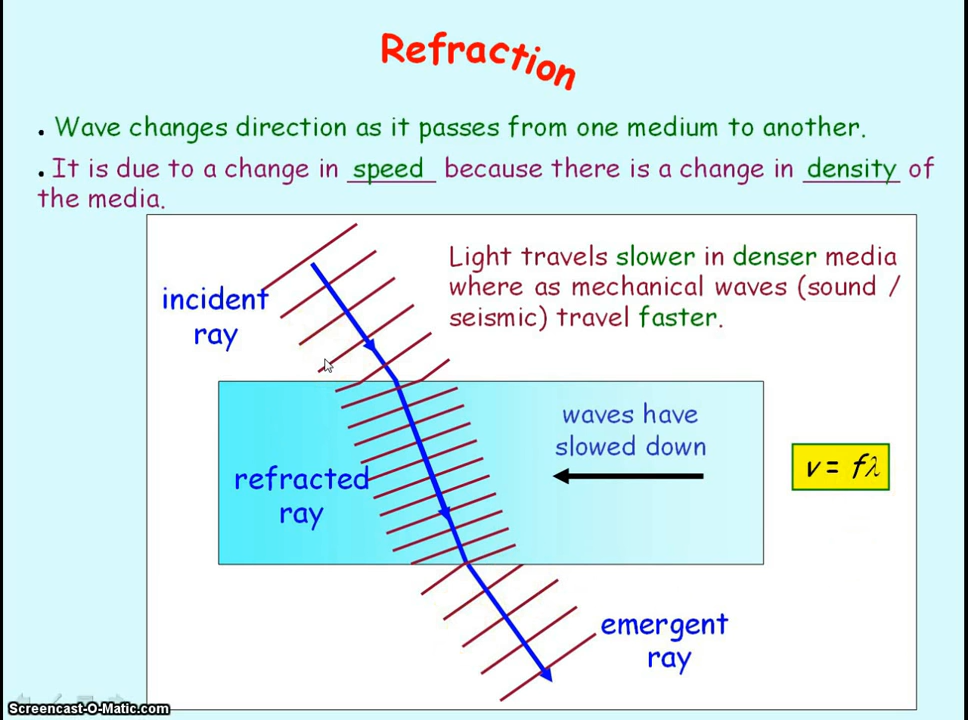 Refraction
. Wave changes direction as it passes from one medium to another.
. It is due to a change in speed because there is a change in density of
the media.
Light travels slower in denser media
where as mechanical waves (sound /
seismic) travel faster.
incident
ray
waves have
slowed down
v = fλ
refracted
ray
emergent
ray
Screencast-O-Matic.com